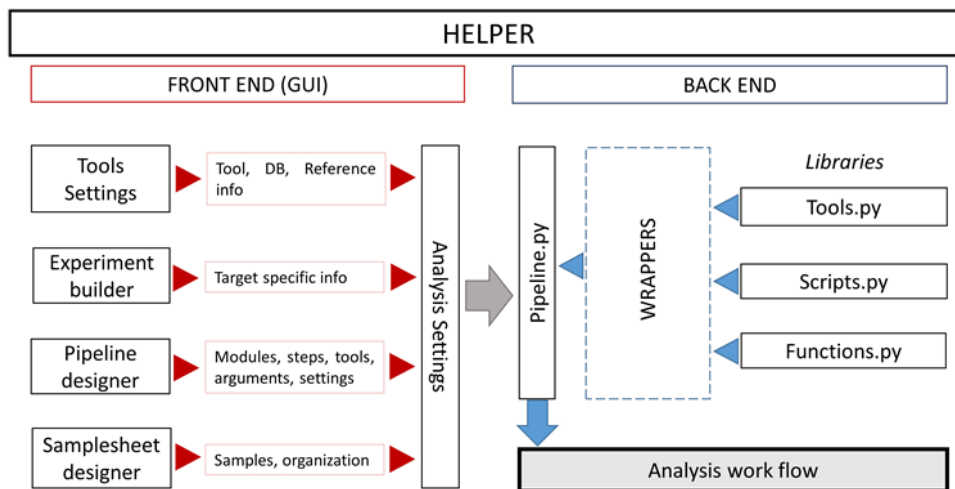 HELPER
FRONT END (GUI)
BACK END
Tools
Settings
Tool, DB, Reference
info
Experiment
builder
Target specific info
Pipeline
designer
Modules, steps, tools,
arguments, settings
Samplesheet
designer
Samples, organization
Analysis Settings
Pipeline.py
WRAPPERS
Libraries
Tools.py
Scripts.py
Functions.py
Analysis work flow